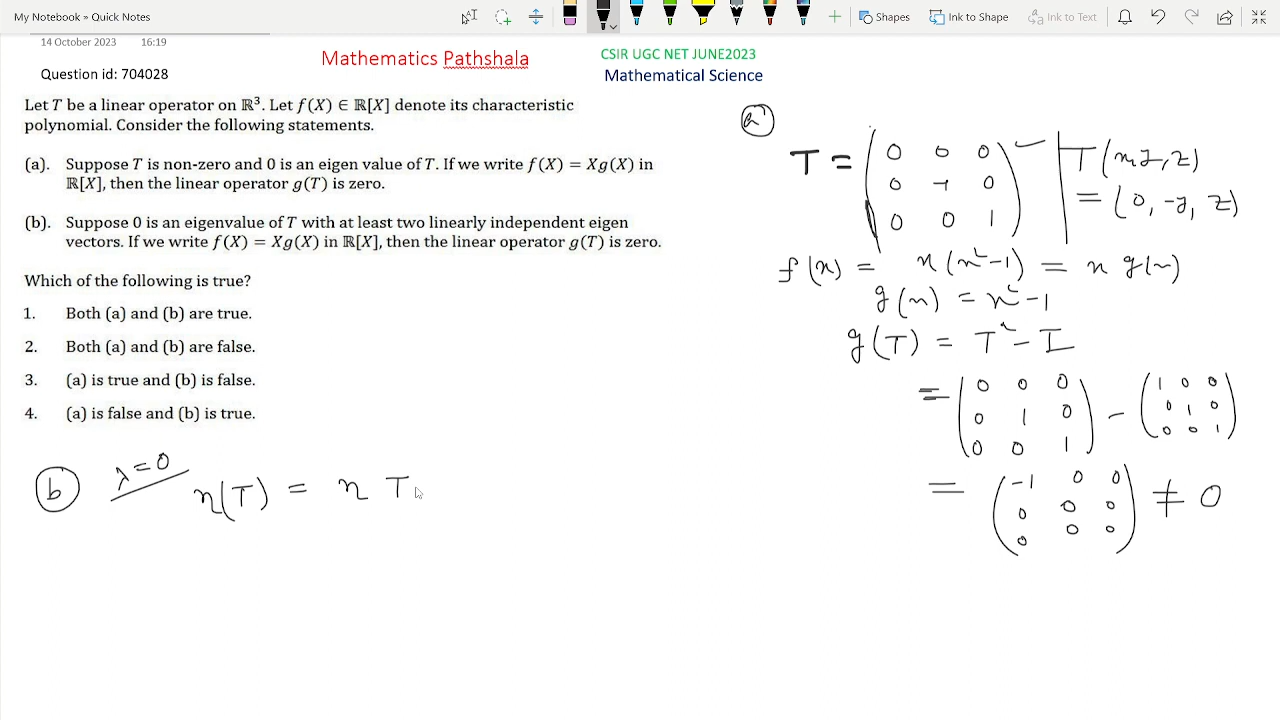 My Notebook » Quick Notes
Shapes
Ink to Shape
Ink to Text
14 October 2023 16:19
Mathematics Pathshala
CSIR UGC NET JUNE2023
Question id: 704028
Mathematical Science
Let T be a linear operator on ℝ³. Let f(X) ∈ ℝ[X] denote its characteristic
polynomial. Consider the following statements.
(a). Suppose T is non-zero and 0 is an eigen value of T. If we write f(X) = Xg(X) in
ℝ[X], then the linear operator g(T) is zero.
(b). Suppose 0 is an eigenvalue of T with at least two linearly independent eigen
vectors. If we write f(X) = Xg(X) in ℝ[X], then the linear operator g(T) is zero.
Which of the following is true?
1. Both (a) and (b) are true.
2. Both (a) and (b) are false.
3. (a) is true and (b) is false.
4. (a) is false and (b) is true.
(b) λ=0 η(T) = η T
(a)
T = (0 0 0
0 -1 0
0 0 1)
T(x,y,z)
= (0, -y, z)
f(x) = x(x²-1) = x g(x)
g(x) = x²-1
g(T) = T² - I
= (0 0 0
0 1 0
0 0 1) - (1 0 0
0 1 0
0 0 1)
= (-1 0 0
0 0 0
0 0 0) ≠ 0